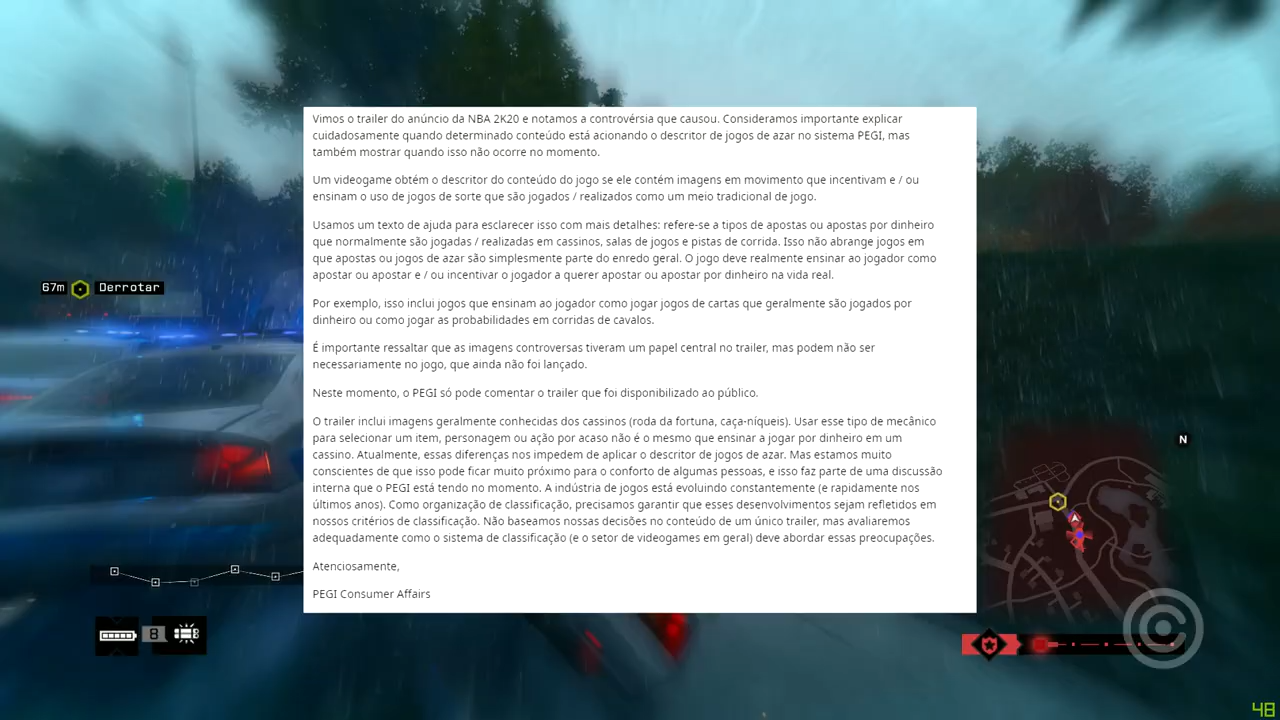 Vimos o trailer do anúncio da NBA 2K20 e notamos a controvérsia que causou. Consideramos importante explicar
cuidadosamente quando determinado conteúdo está acionando o descritor de jogos de azar no sistema PEGI, mas
também mostrar quando isso não ocorre no momento.
Um videogame obtém o descritor do conteúdo do jogo se ele contém imagens em movimento que incentivam e / ou
ensinam o uso de jogos de sorte que são jogados / realizados como um meio tradicional de jogo.
Usamos um texto de ajuda para esclarecer isso com mais detalhes: refere-se a tipos de apostas ou apostas por dinheiro
que normalmente são jogadas / realizadas em cassinos, salas de jogos e pistas de corrida. Isso não abrange jogos em
que apostas ou jogos de azar são simplesmente parte do enredo geral. O jogo deve realmente ensinar ao jogador como
apostar ou apostar e / ou incentivar o jogador a querer apostar ou apostar por dinheiro na vida real.
67m Derrotar
Por exemplo, isso inclui jogos que ensinam ao jogador como jogar jogos de cartas que geralmente são jogados por
dinheiro ou como jogar as probabilidades em corridas de cavalos.
É importante ressaltar que as imagens controversas tiveram um papel central no trailer, mas podem não ser
necessariamente no jogo, que ainda não foi lançado.
Neste momento, o PEGI só pode comentar o trailer que foi disponibilizado ao público.
O trailer inclui imagens geralmente conhecidas dos cassinos (roda da fortuna, caça-níqueis). Usar esse tipo de mecânico
para selecionar um item, personagem ou ação por acaso não é o mesmo que ensinar a jogar por dinheiro em um
cassino. Atualmente, essas diferenças nos impedem de aplicar o descritor de jogos de azar. Mas estamos muito
conscientes de que isso pode ficar muito próximo para o conforto de algumas pessoas, e isso faz parte de uma discussão
interna que o PEGI está tendo no momento. A indústria de jogos está evoluindo constantemente (e rapidamente nos
últimos anos). Como organização de classificação, precisamos garantir que esses desenvolvimentos sejam refletidos em
nossos critérios de classificação. Não baseamos nossas decisões no conteúdo de um único trailer, mas avaliaremos
adequadamente como o sistema de classificação (e o setor de videogames em geral) deve abordar essas preocupações.
Atenciosamente,
PEGI Consumer Affairs
N
8
48